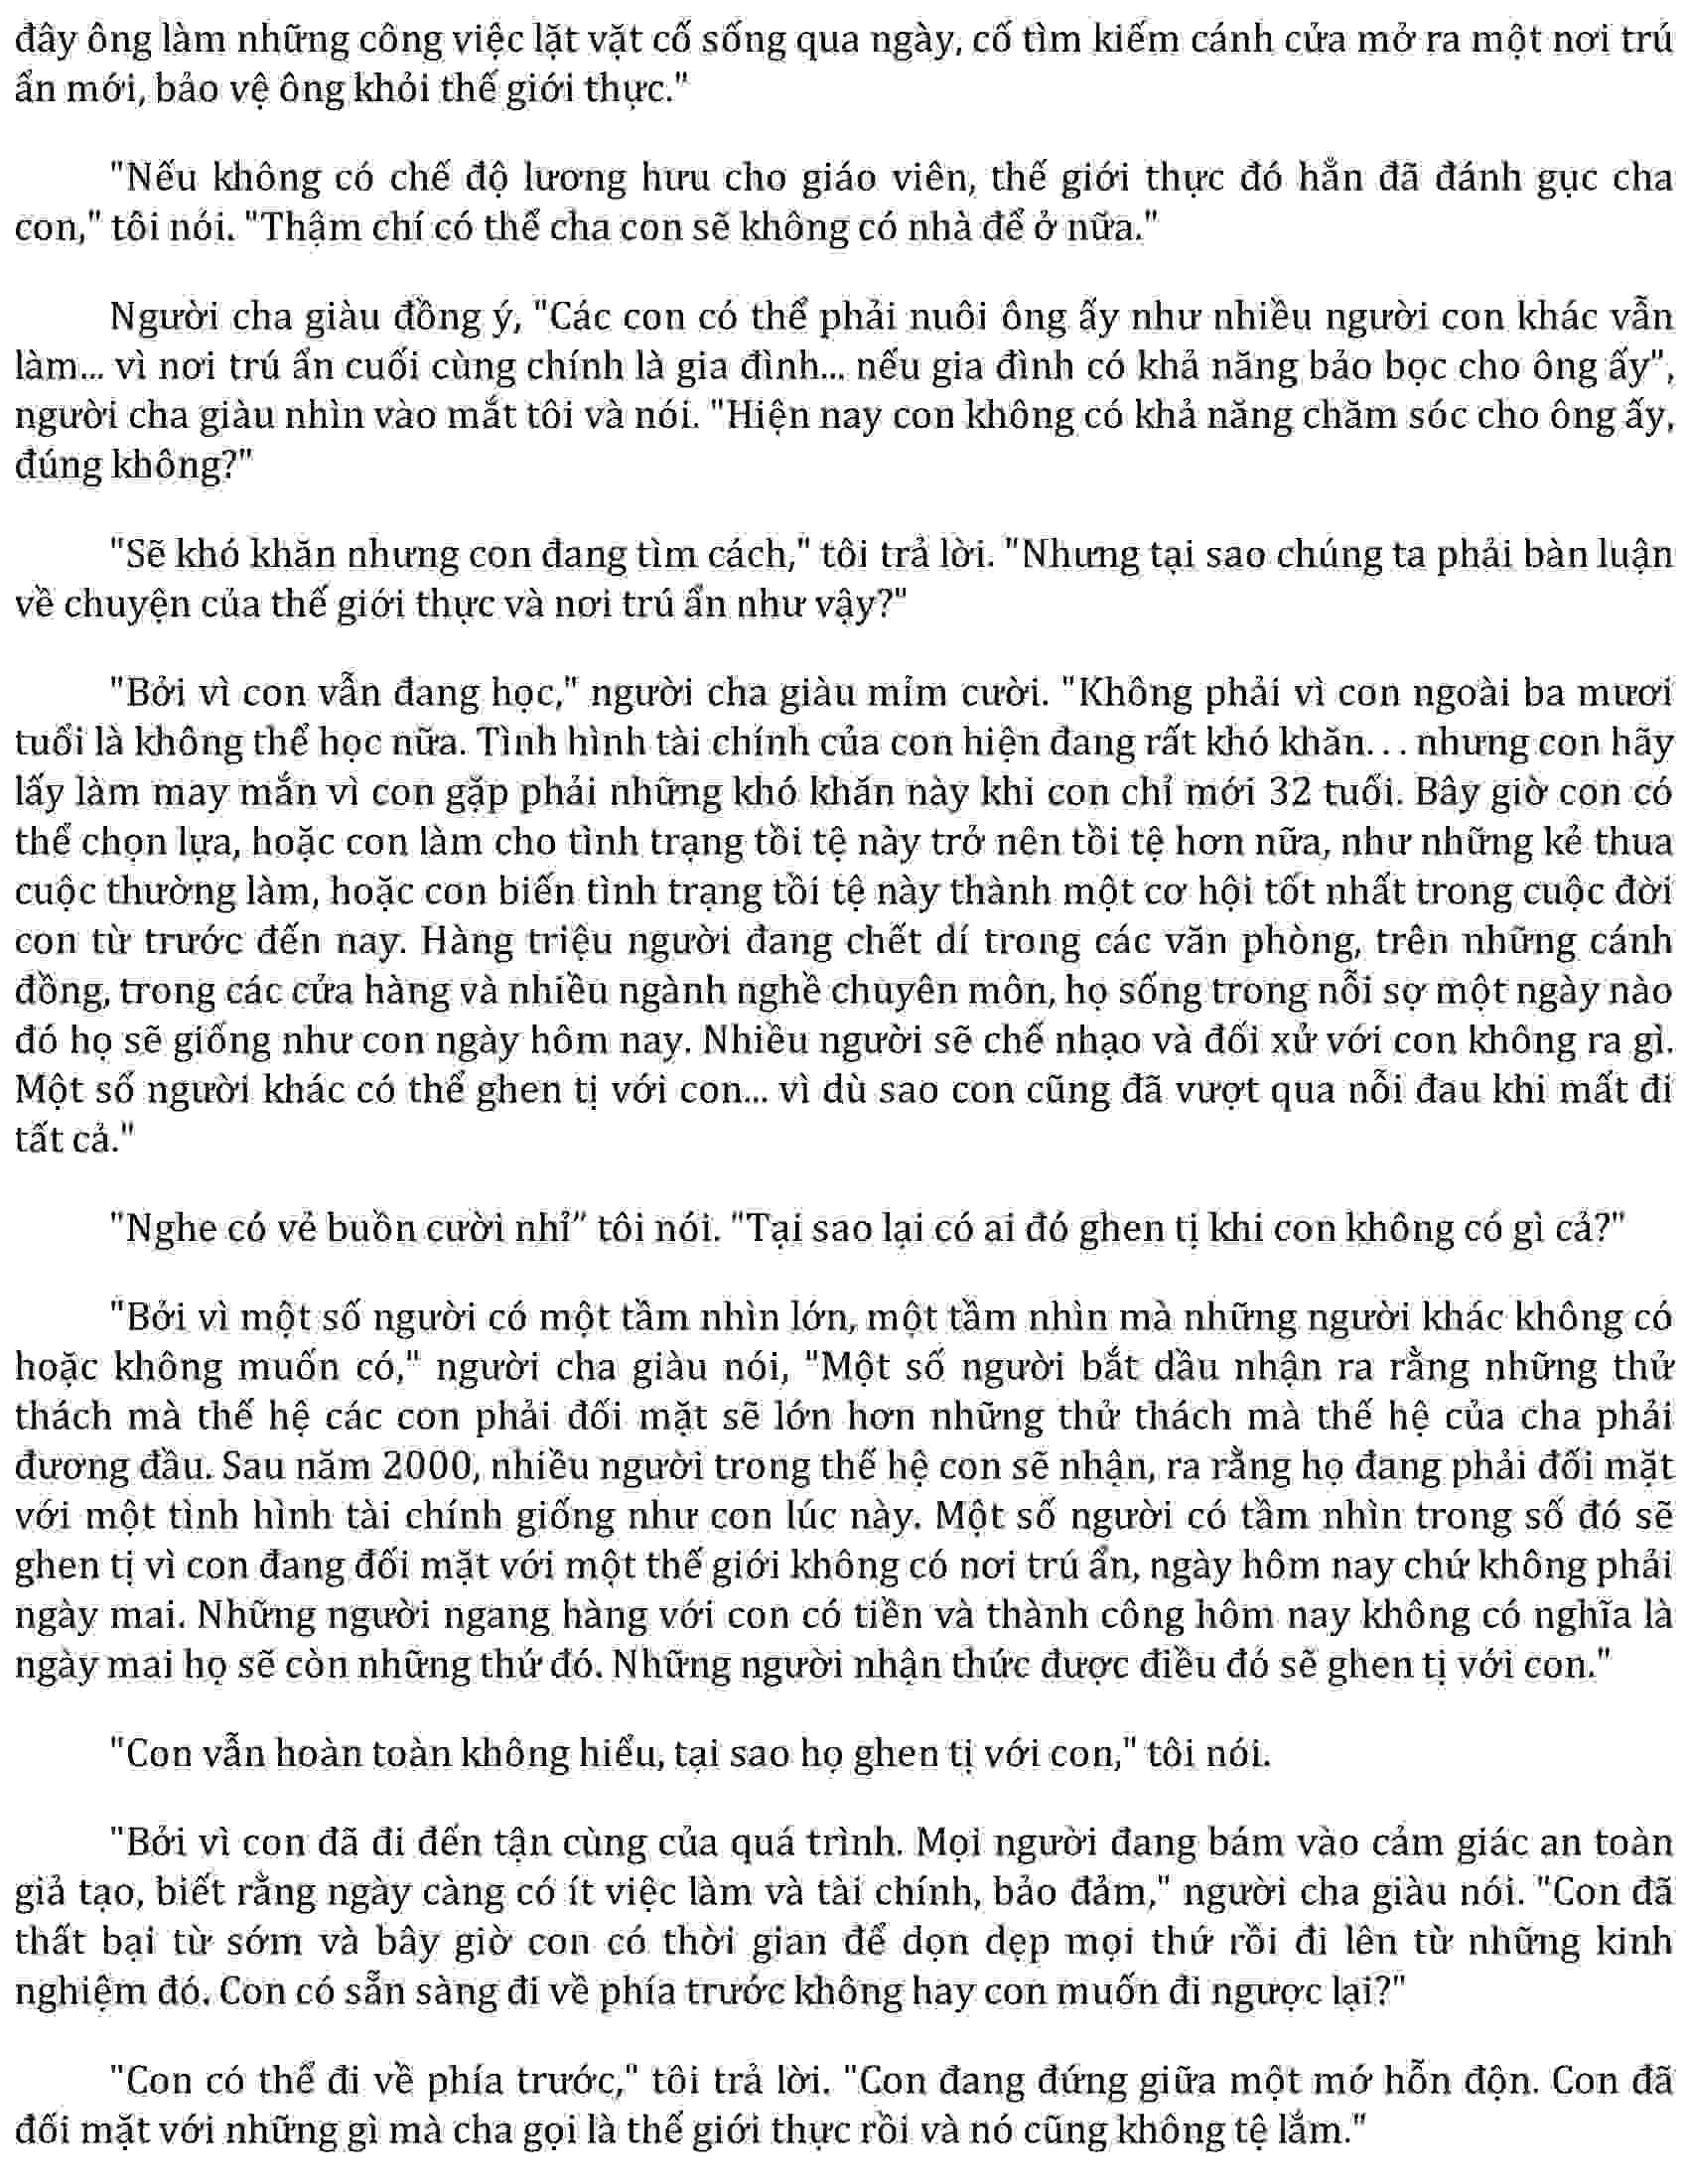 đây ông làm những công việc lặt vặt cố sống qua ngày, cố tìm kiếm cánh cửa mở ra một nơi trú
ẩn mới, bảo vệ ông khỏi thế giới thực."
"Nếu không có chế độ lương hưu cho giáo viên, thế giới thực đó hẳn đã đánh gục cha
con," tôi nói. "Thậm chí có thể cha con sẽ không có nhà để ở nữa."
Người cha giàu đồng ý, "Các con có thể phải nuôi ông ấy như nhiều người con khác vẫn
làm... vì nơi trú ẩn cuối cùng chính là gia đình... nếu gia đình có khả năng bảo bọc cho ông ấy",
người cha giàu nhìn vào mắt tôi và nói. "Hiện nay con không có khả năng chăm sóc cho ông ấy,
đúng không?"
"Sẽ khó khăn nhưng con đang tìm cách," tôi trả lời. "Nhưng tại sao chúng ta phải bàn luận
về chuyện của thế giới thực và nơi trú ẩn như vậy?"
"Bởi vì con vẫn đang học," người cha giàu mỉm cười. "Không phải vì con ngoài ba mươi
tuổi là không thể học nữa. Tình hình tài chính của con hiện đang rất khó khăn. . . nhưng con hãy
lấy làm may mắn vì con gặp phải những khó khăn này khi con chỉ mới 32 tuổi. Bây giờ con có
thể chọn lựa, hoặc con làm cho tình trạng tồi tệ này trở nên tồi tệ hơn nữa, như những kẻ thua
cuộc thường làm, hoặc con biến tình trạng tồi tệ này thành một cơ hội tốt nhất trong cuộc đời
con từ trước đến nay. Hàng triệu người đang chết dí trong các văn phòng, trên những cánh
đồng, trong các cửa hàng và nhiều ngành nghề chuyên môn, họ sống trong nỗi sợ một ngày nào
đó họ sẽ giống như con ngày hôm nay. Nhiều người sẽ chế nhạo và đối xử với con không ra gì.
Một số người khác có thể ghen tị với con... vì dù sao con cũng đã vượt qua nỗi đau khi mất đi
tất cả."
"Nghe có vẻ buồn cười nhỉ” tôi nói. "Tại sao lại có ai đó ghen tị khi con không có gì cả?"
"Bởi vì một số người có một tầm nhìn lớn, một tầm nhìn mà những người khác không có
hoặc không muốn có," người cha giàu nói, "Một số người bắt dầu nhận ra rằng những thử
thách mà thế hệ các con phải đối mặt sẽ lớn hơn những thử thách mà thế hệ của cha phải
đương đầu. Sau năm 2000, nhiều người trong thế hệ con sẽ nhận, ra rằng họ đang phải đối mặt
với một tình hình tài chính giống như con lúc này. Một số người có tầm nhìn trong số đó sẽ
ghen tị vì con đang đối mặt với một thế giới không có nơi trú ẩn, ngày hôm nay chứ không phải
ngày mai. Những người ngang hàng với con có tiền và thành công hôm nay không có nghĩa là
ngày mai họ sẽ còn những thứ đó. Những người nhận thức được điều đó sẽ ghen tị với con."
"Con vẫn hoàn toàn không hiểu, tại sao họ ghen tị với con," tôi nói.
"Bởi vì con đã đi đến tận cùng của quá trình. Mọi người đang bám vào cảm giác an toàn
giả tạo, biết rằng ngày càng có ít việc làm và tài chính, bảo đảm," người cha giàu nói. "Con đã
thất bại từ sớm và bây giờ con có thời gian để dọn dẹp mọi thứ rồi đi lên từ những kinh
nghiệm đó. Con có sẵn sàng đi về phía trước không hay con muốn đi ngược lại?"
"Con có thể đi về phía trước," tôi trả lời. "Con đang đứng giữa một mớ hỗn độn. Con đã
đối mặt với những gì mà cha gọi là thế giới thực rồi và nó cũng không tệ lắm."